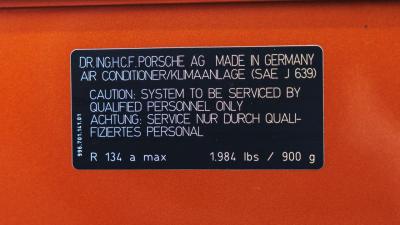 DR.ING.H.C.F. PORSCHE AG MADE IN GERMANY
AIR CONDITIONER/KLIMAANLAGE (SAE J 639)
CAUTION: SYSTEM TO BE SERVICED BY
QUALIFIED PERSONNEL ONLY
ACHTUNG: SERVICE NUR DURCH QUALI-
FIZIERTES PERSONAL
R 134 a max 1.984 lbs / 900 g
996.701.141.01